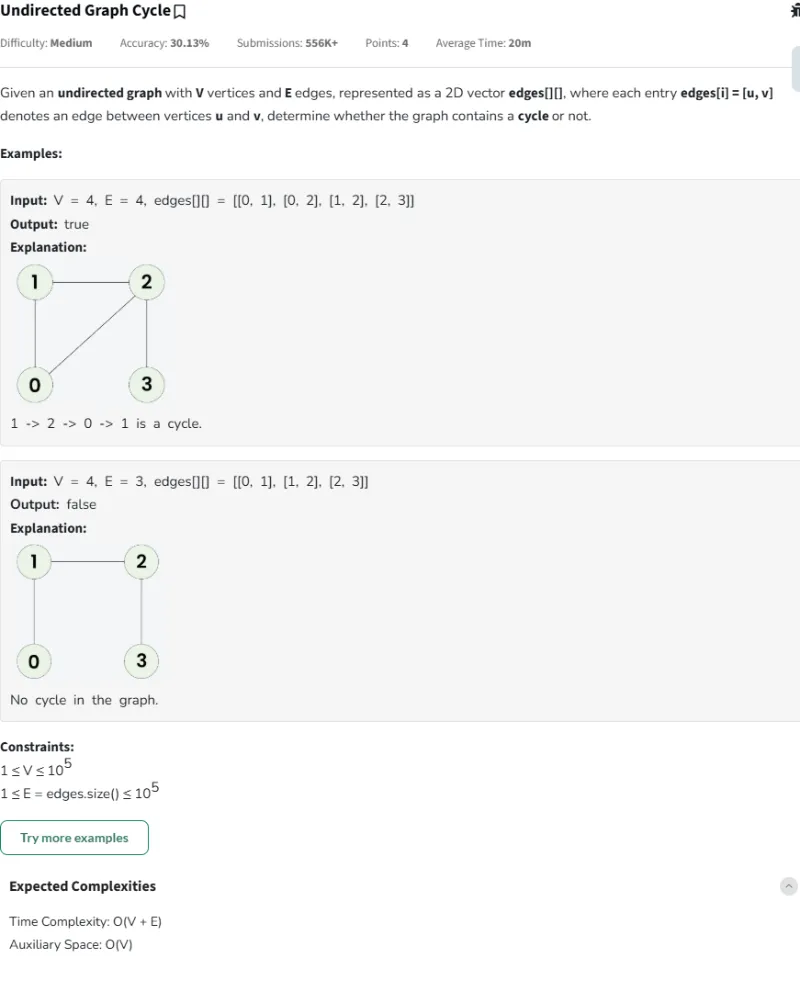 Undirected Graph Cycle
Difficulty: Medium Accuracy: 30.13% Submissions: 556K+ Points: 4 Average Time: 20m
Given an undirected graph with V vertices and E edges, represented as a 2D vector edges[][], where each entry edges[i] = [u, v]
denotes an edge between vertices u and v, determine whether the graph contains a cycle or not.
Examples:
Input: V = 4, E = 4, edges[][] = [[0, 1], [0, 2], [1, 2], [2, 3]]
Output: true
Explanation:
1 2
0 3
1 -> 2 -> 0 -> 1 is a cycle.
Input: V = 4, E = 3, edges[][] = [[0, 1], [1, 2], [2, 3]]
Output: false
Explanation:
1 2
0 3
No cycle in the graph.
Constraints:
1 ≤ V ≤ 10^5
1 ≤ E = edges.size() ≤ 10^5
Try more examples
Expected Complexities
Time Complexity: O(V + E)
Auxiliary Space: O(V)